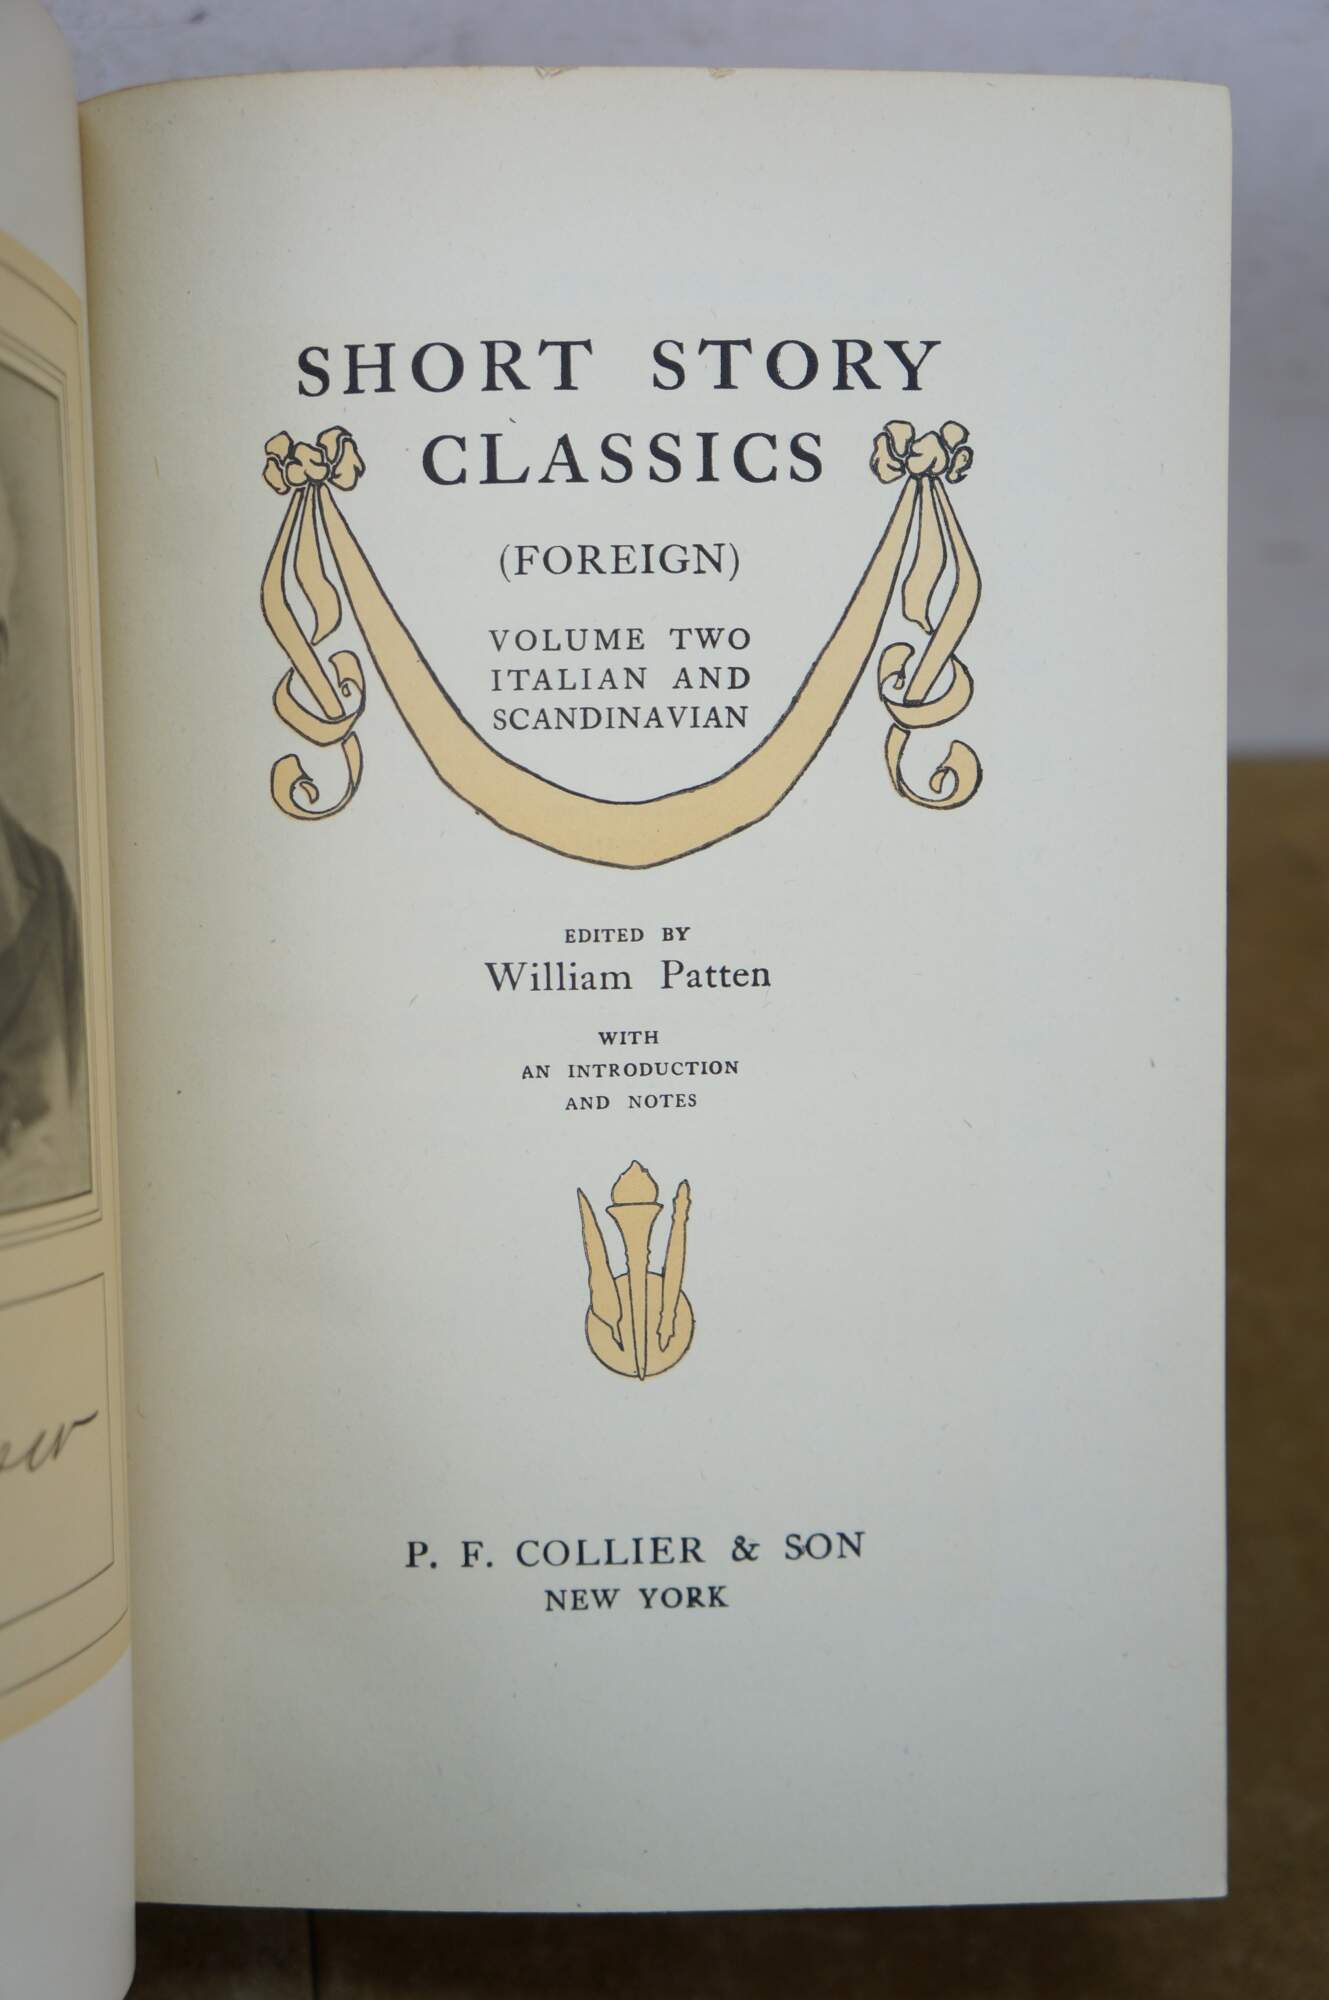 SHORT STORY
CLASSICS
(FOREIGN)
VOLUME TWO
ITALIAN AND
SCANDINAVIAN
EDITED BY
William Patten
WITH
AN INTRODUCTION
AND NOTES
P. F. COLLIER & SON
NEW YORK